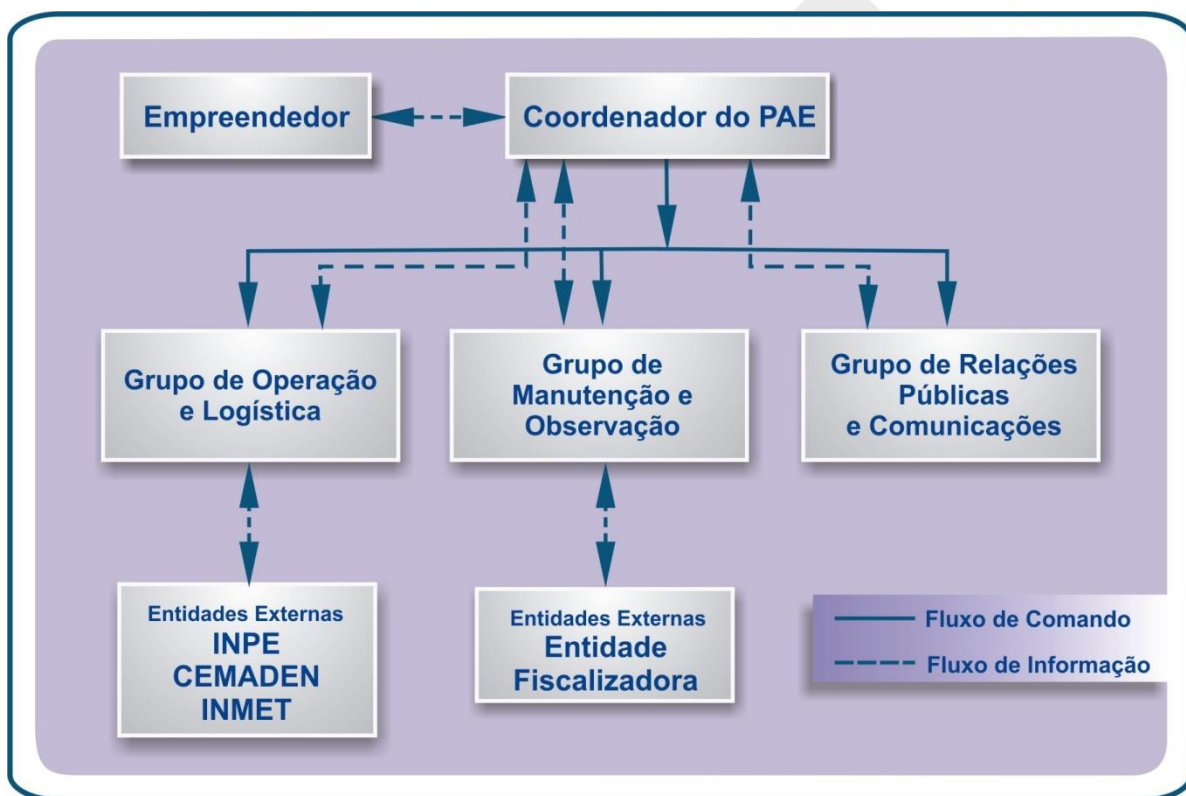 Empreendedor
Coordenador do PAE
Grupo de Operação
e Logística
Grupo de
Manutenção e
Observação
Grupo de Relações
Públicas
e Comunicações
Entidades Externas
INPE
CEMADEN
INMET
Entidades Externas
Entidade
Fiscalizadora
Fluxo de Comando
Fluxo de Informação